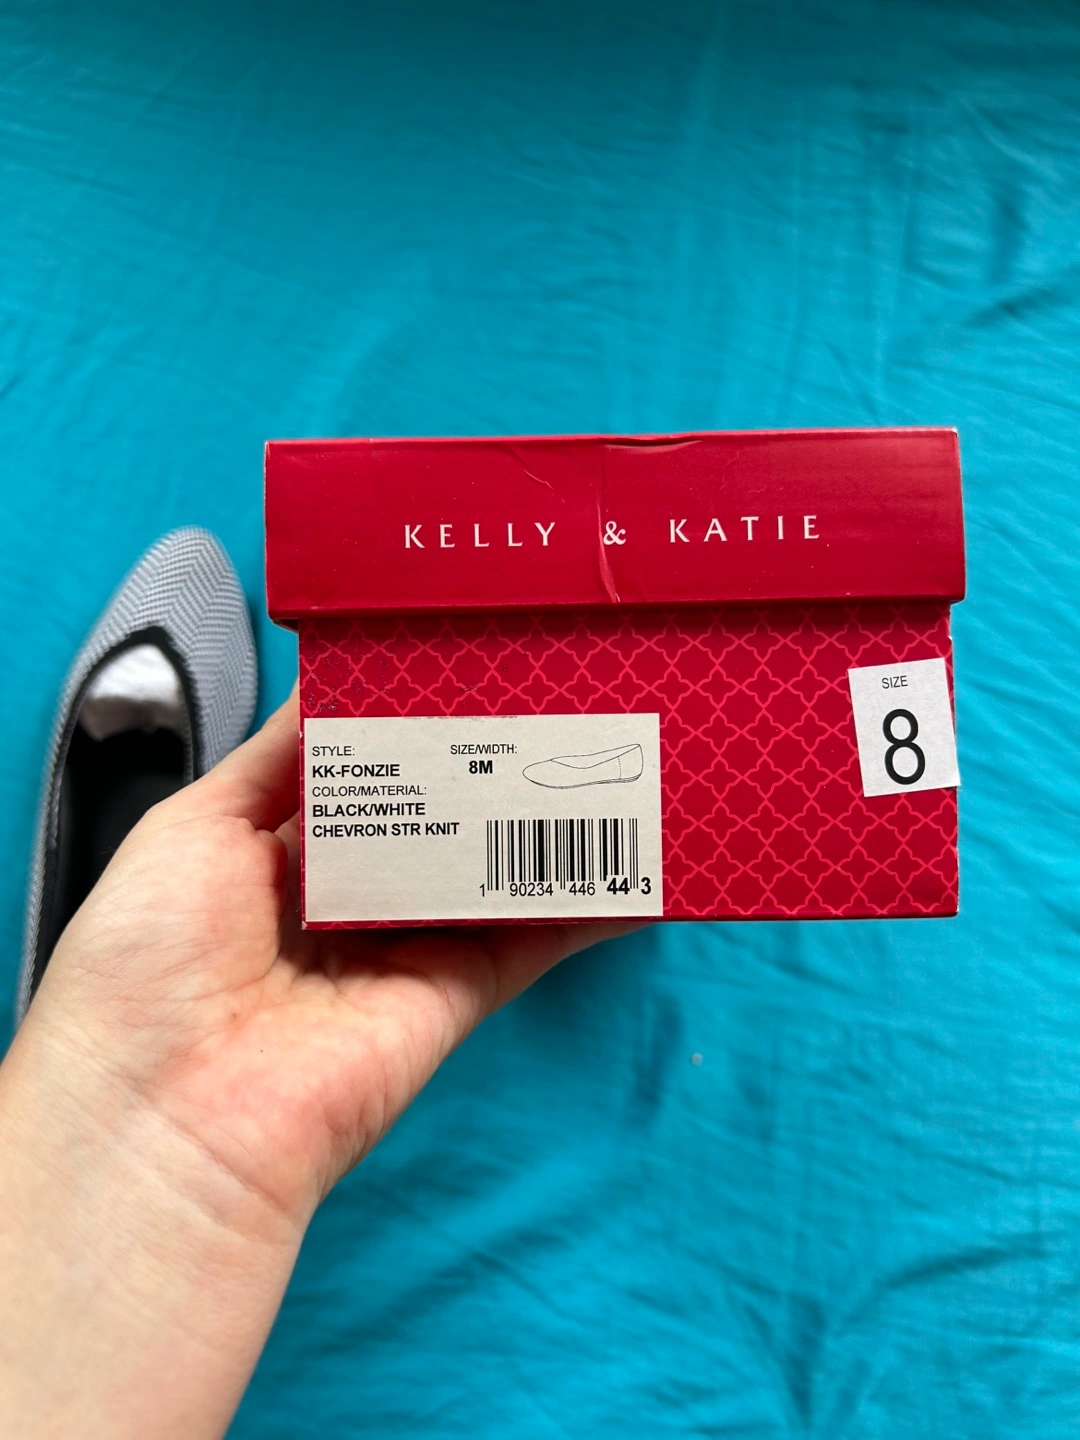 KELLY & KATIE
SIZE
8
STYLE:
KK-FONZIE
COLOR/MATERIAL:
BLACK/WHITE
CHEVRON STR KNIT
SIZE/WIDTH:
8M
1 90234 446 44 3